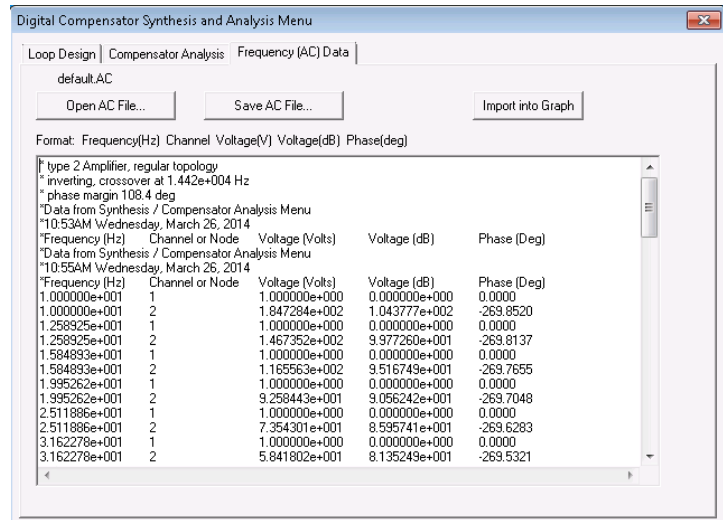 Digital Compensator Synthesis and Analysis Menu
Loop Design Compensator Analysis Frequency (AC) Data
default.AC
Open AC File... Save AC File... Import into Graph
Format: Frequency(Hz) Channel Voltage(V) Voltage(dB) Phase(deg)
* type 2 Amplifier, regular topology
* inverting, crossover at 1.442e+004 Hz
* phase margin 108.4 deg
*Data from Synthesis / Compensator Analysis Menu
*10:53AM Wednesday, March 26, 2014
*Frequency (Hz) Channel or Node Voltage (Volts) Voltage (dB) Phase (Deg)
*Data from Synthesis / Compensator Analysis Menu
*10:55AM Wednesday, March 26, 2014
*Frequency (Hz) Channel or Node Voltage (Volts) Voltage (dB) Phase (Deg)
1.000000e+001 1 1.000000e+000 0.000000e+000 0.0000
1.000000e+001 2 1.847284e+002 1.043777e+002 -269.8520
1.258925e+001 1 1.000000e+000 0.000000e+000 0.0000
1.258925e+001 2 1.467352e+002 9.977260e+001 -269.8137
1.584893e+001 1 1.000000e+000 0.000000e+000 0.0000
1.584893e+001 2 1.165563e+002 9.516749e+001 -269.7655
1.995262e+001 1 1.000000e+000 0.000000e+000 0.0000
1.995262e+001 2 9.258443e+001 9.056242e+001 -269.7048
2.511886e+001 1 1.000000e+000 0.000000e+000 0.0000
2.511886e+001 2 7.354301e+001 8.595741e+001 -269.6283
3.162278e+001 1 1.000000e+000 0.000000e+000 0.0000
3.162278e+001 2 5.841802e+001 8.135249e+001 -269.5321